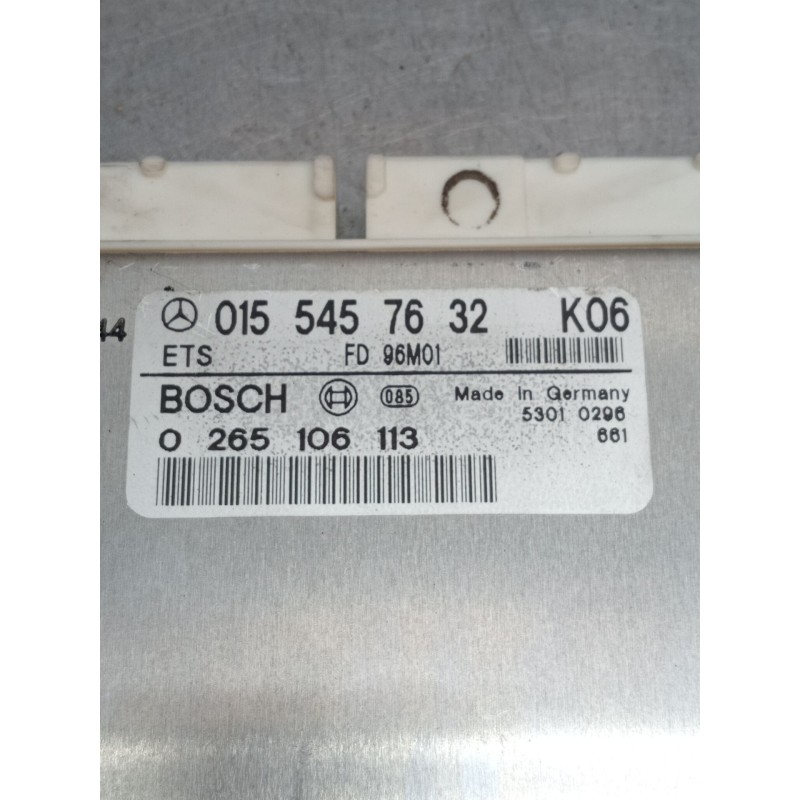 015 545 76 32 K06
ETS FD 96M01
BOSCH 085 Made in Germany
5301 0296
0 265 106 113 661
44